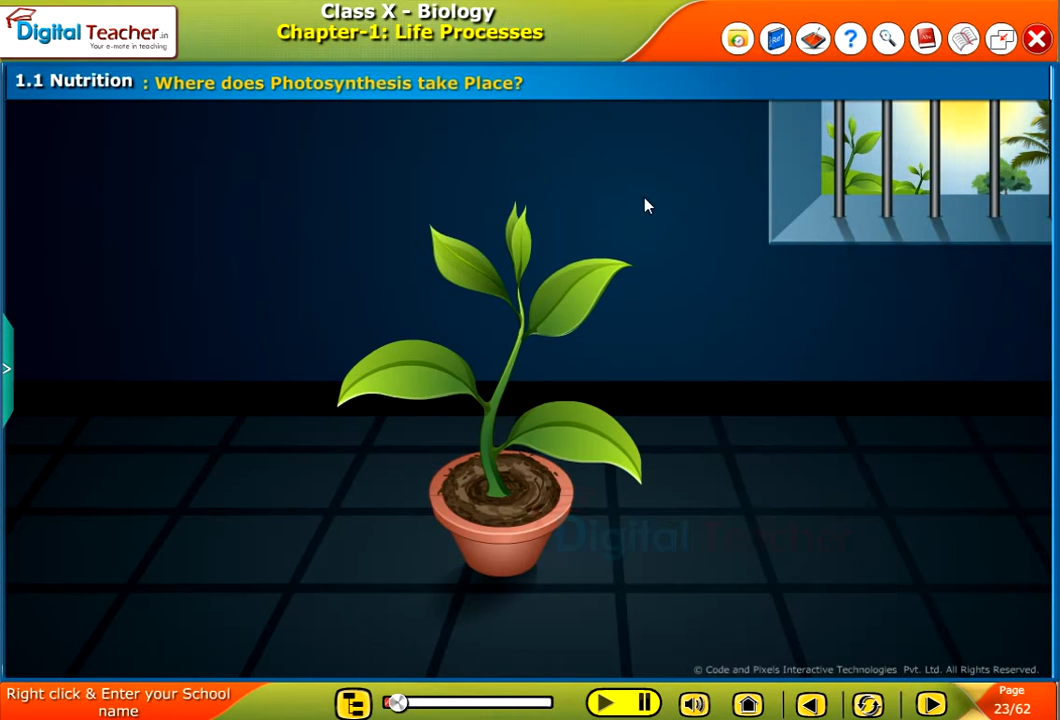 Digital Teacher.in
Your e-mate in teaching
Class X - Biology
Chapter-1: Life Processes
Ref
?
Abc
1.1 Nutrition : Where does Photosynthesis take Place?
>
Digital Teacher
© Code and Pixels Interactive Technologies Pvt. Ltd. All Rights Reserved.
Right click & Enter your School
name
Page
23/62